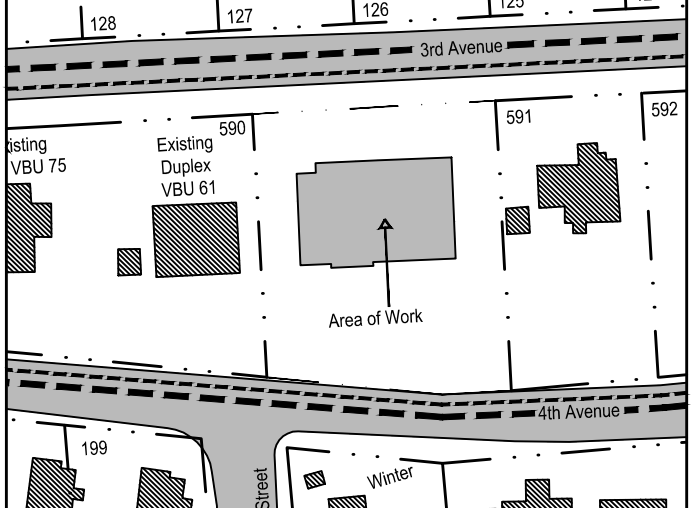 128
127
126
125
3rd Avenue
590
591
592
VBU 75
Existing
Duplex
VBU 61
Area of Work
4th Avenue
199
Street
Winter